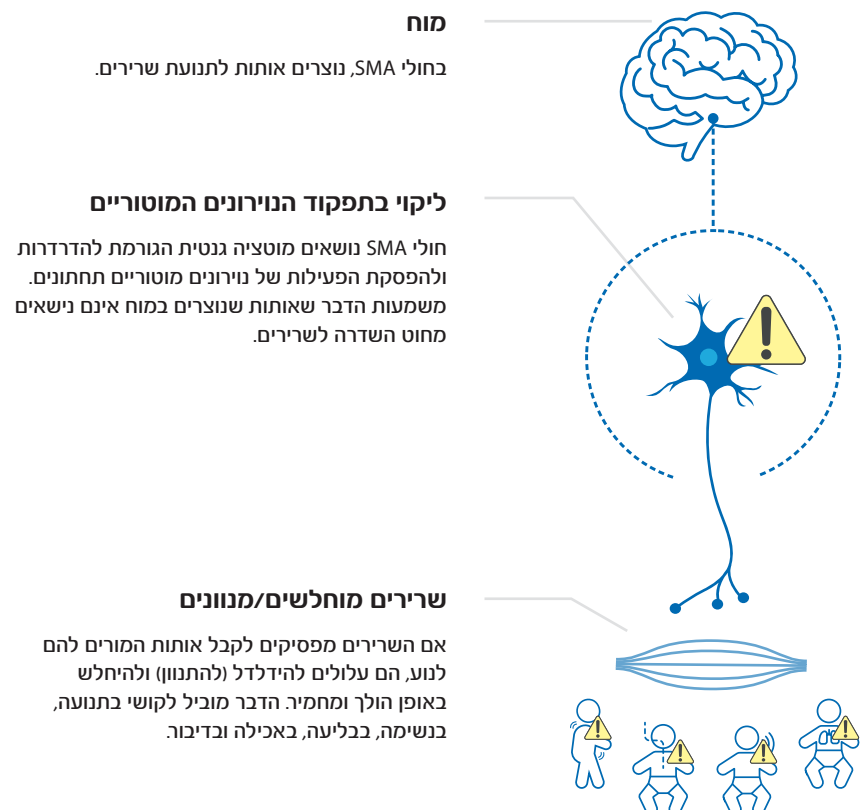 מוח
בחולי SMA, נוצרים אותות לתנועת שרירים.
ליקוי בתפקוד הנוירונים המוטוריים
חולי SMA נושאים מוטציה גנטית הגורמת להדרדרות
ולהפסקת הפעילות של נוירונים מוטוריים תחתונים.
משמעות הדבר שאותות שנוצרים במוח אינם נישאים
מחוט השדרה לשרירים.
שרירים מוחלשים/מנוונים
אם השרירים מפסיקים לקבל אותות המורים להם
לנוע, הם עלולים להידלדל (להתנוון) ולהיחלש
באופן הולך ומחמיר. הדבר מוביל לקושי בתנועה,
בנשימה, בבליעה, באכילה ובדיבור.